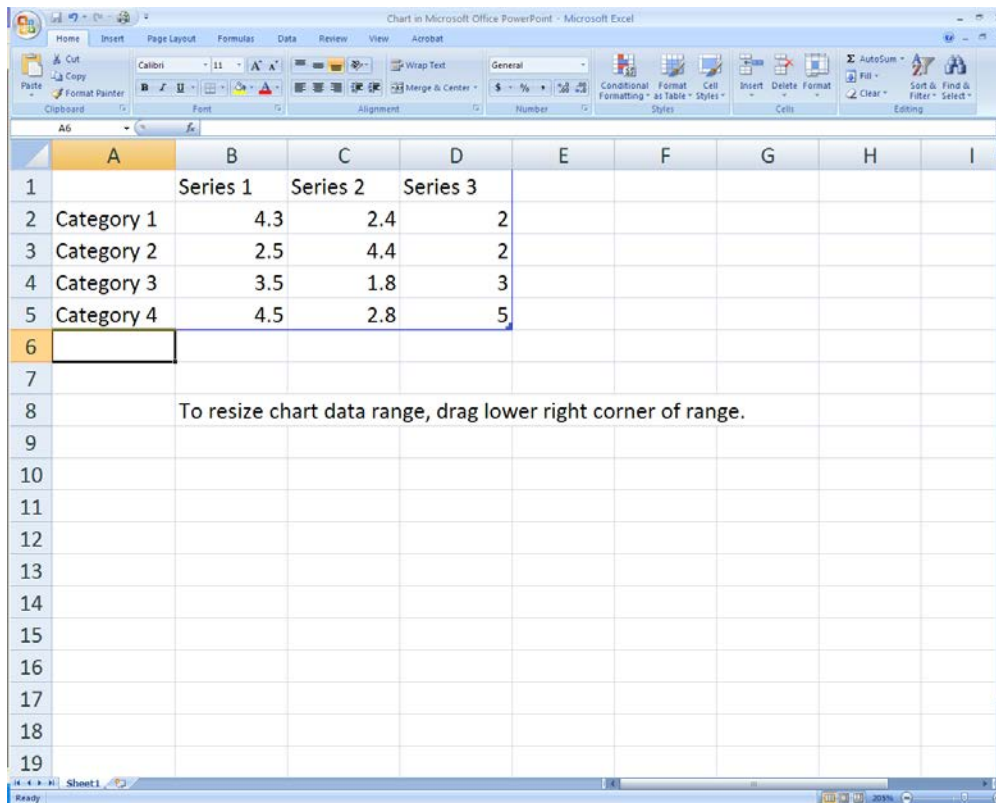 Chart in Microsoft Office PowerPoint - Microsoft Excel
Home Insert Page Layout Formulas Data Review View Acrobat
Cut
Copy
Format Painter
Paste
Clipboard
Calibri 11
B I U
Font
Wrap Text
Merge & Center
Alignment
General
$ % ,
Number
Conditional Formatting
Format as Table
Cell Styles
Styles
Insert Delete Format
Cells
Σ AutoSum
Fill
Clear
Sort & Filter
Find & Select
Editing
A6 fx
A B C D E F G H I
1 Series 1 Series 2 Series 3
2 Category 1 4.3 2.4 2
3 Category 2 2.5 4.4 2
4 Category 3 3.5 1.8 3
5 Category 4 4.5 2.8 5
6
7
8 To resize chart data range, drag lower right corner of range.
9
10
11
12
13
14
15
16
17
18
19
Sheet1
Ready 205%